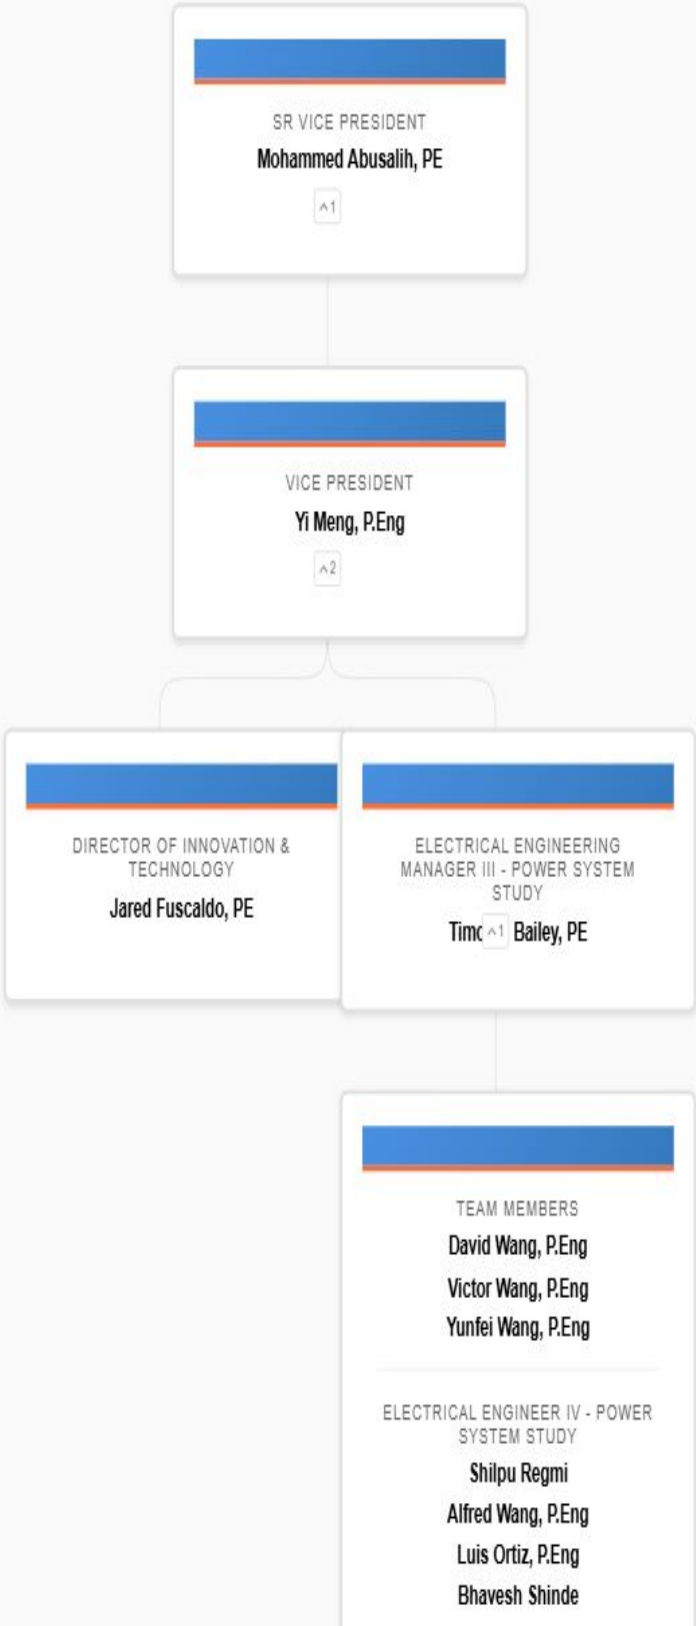 SR VICE PRESIDENT
Mohammed Abusalih, PE
^1
VICE PRESIDENT
Yi Meng, P.Eng
^2
DIRECTOR OF INNOVATION &
TECHNOLOGY
Jared Fuscaldo, PE
ELECTRICAL ENGINEERING
MANAGER III - POWER SYSTEM
STUDY
Bailey, PE
^1
TEAM MEMBERS
David Wang, P.Eng
Victor Wang, P.Eng
Yunfei Wang, P.Eng
ELECTRICAL ENGINEER IV - POWER
SYSTEM STUDY
Shilpu Regmi
Alfred Wang, P.Eng
Luis Ortiz, P.Eng
Bhavesh Shinde